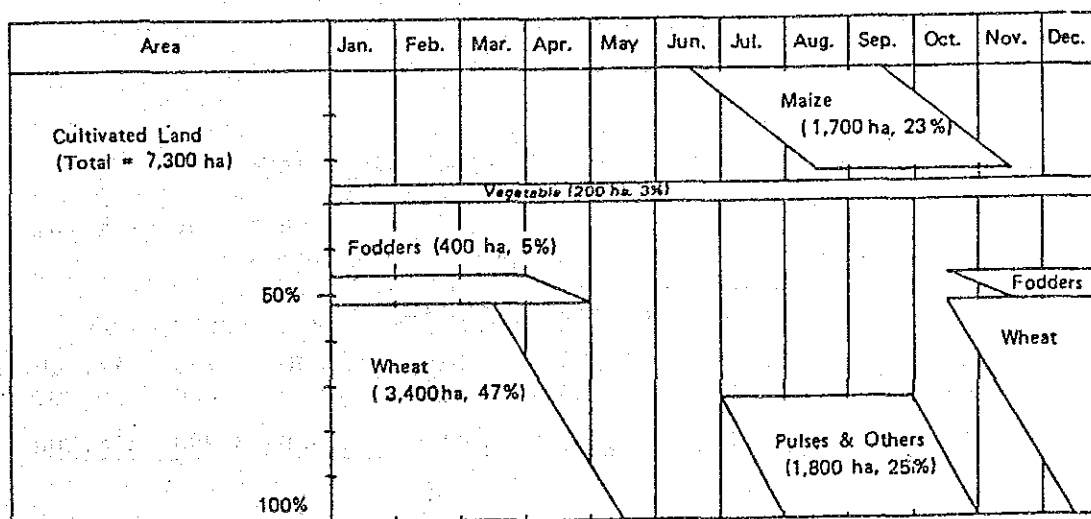 Area Jan. Feb. Mar. Apr. May Jun. Jul. Aug. Sep. Oct. Nov. Dec.
Maize
(1,700 ha, 23%)
Cultivated Land
(Total = 7,300 ha)
Vegetable (200 ha, 3%)
Fodders (400 ha, 5%)
Fodders
50%
Wheat
Wheat
(3,400ha, 47%)
Pulses & Others
(1,800 ha, 25%)
100%